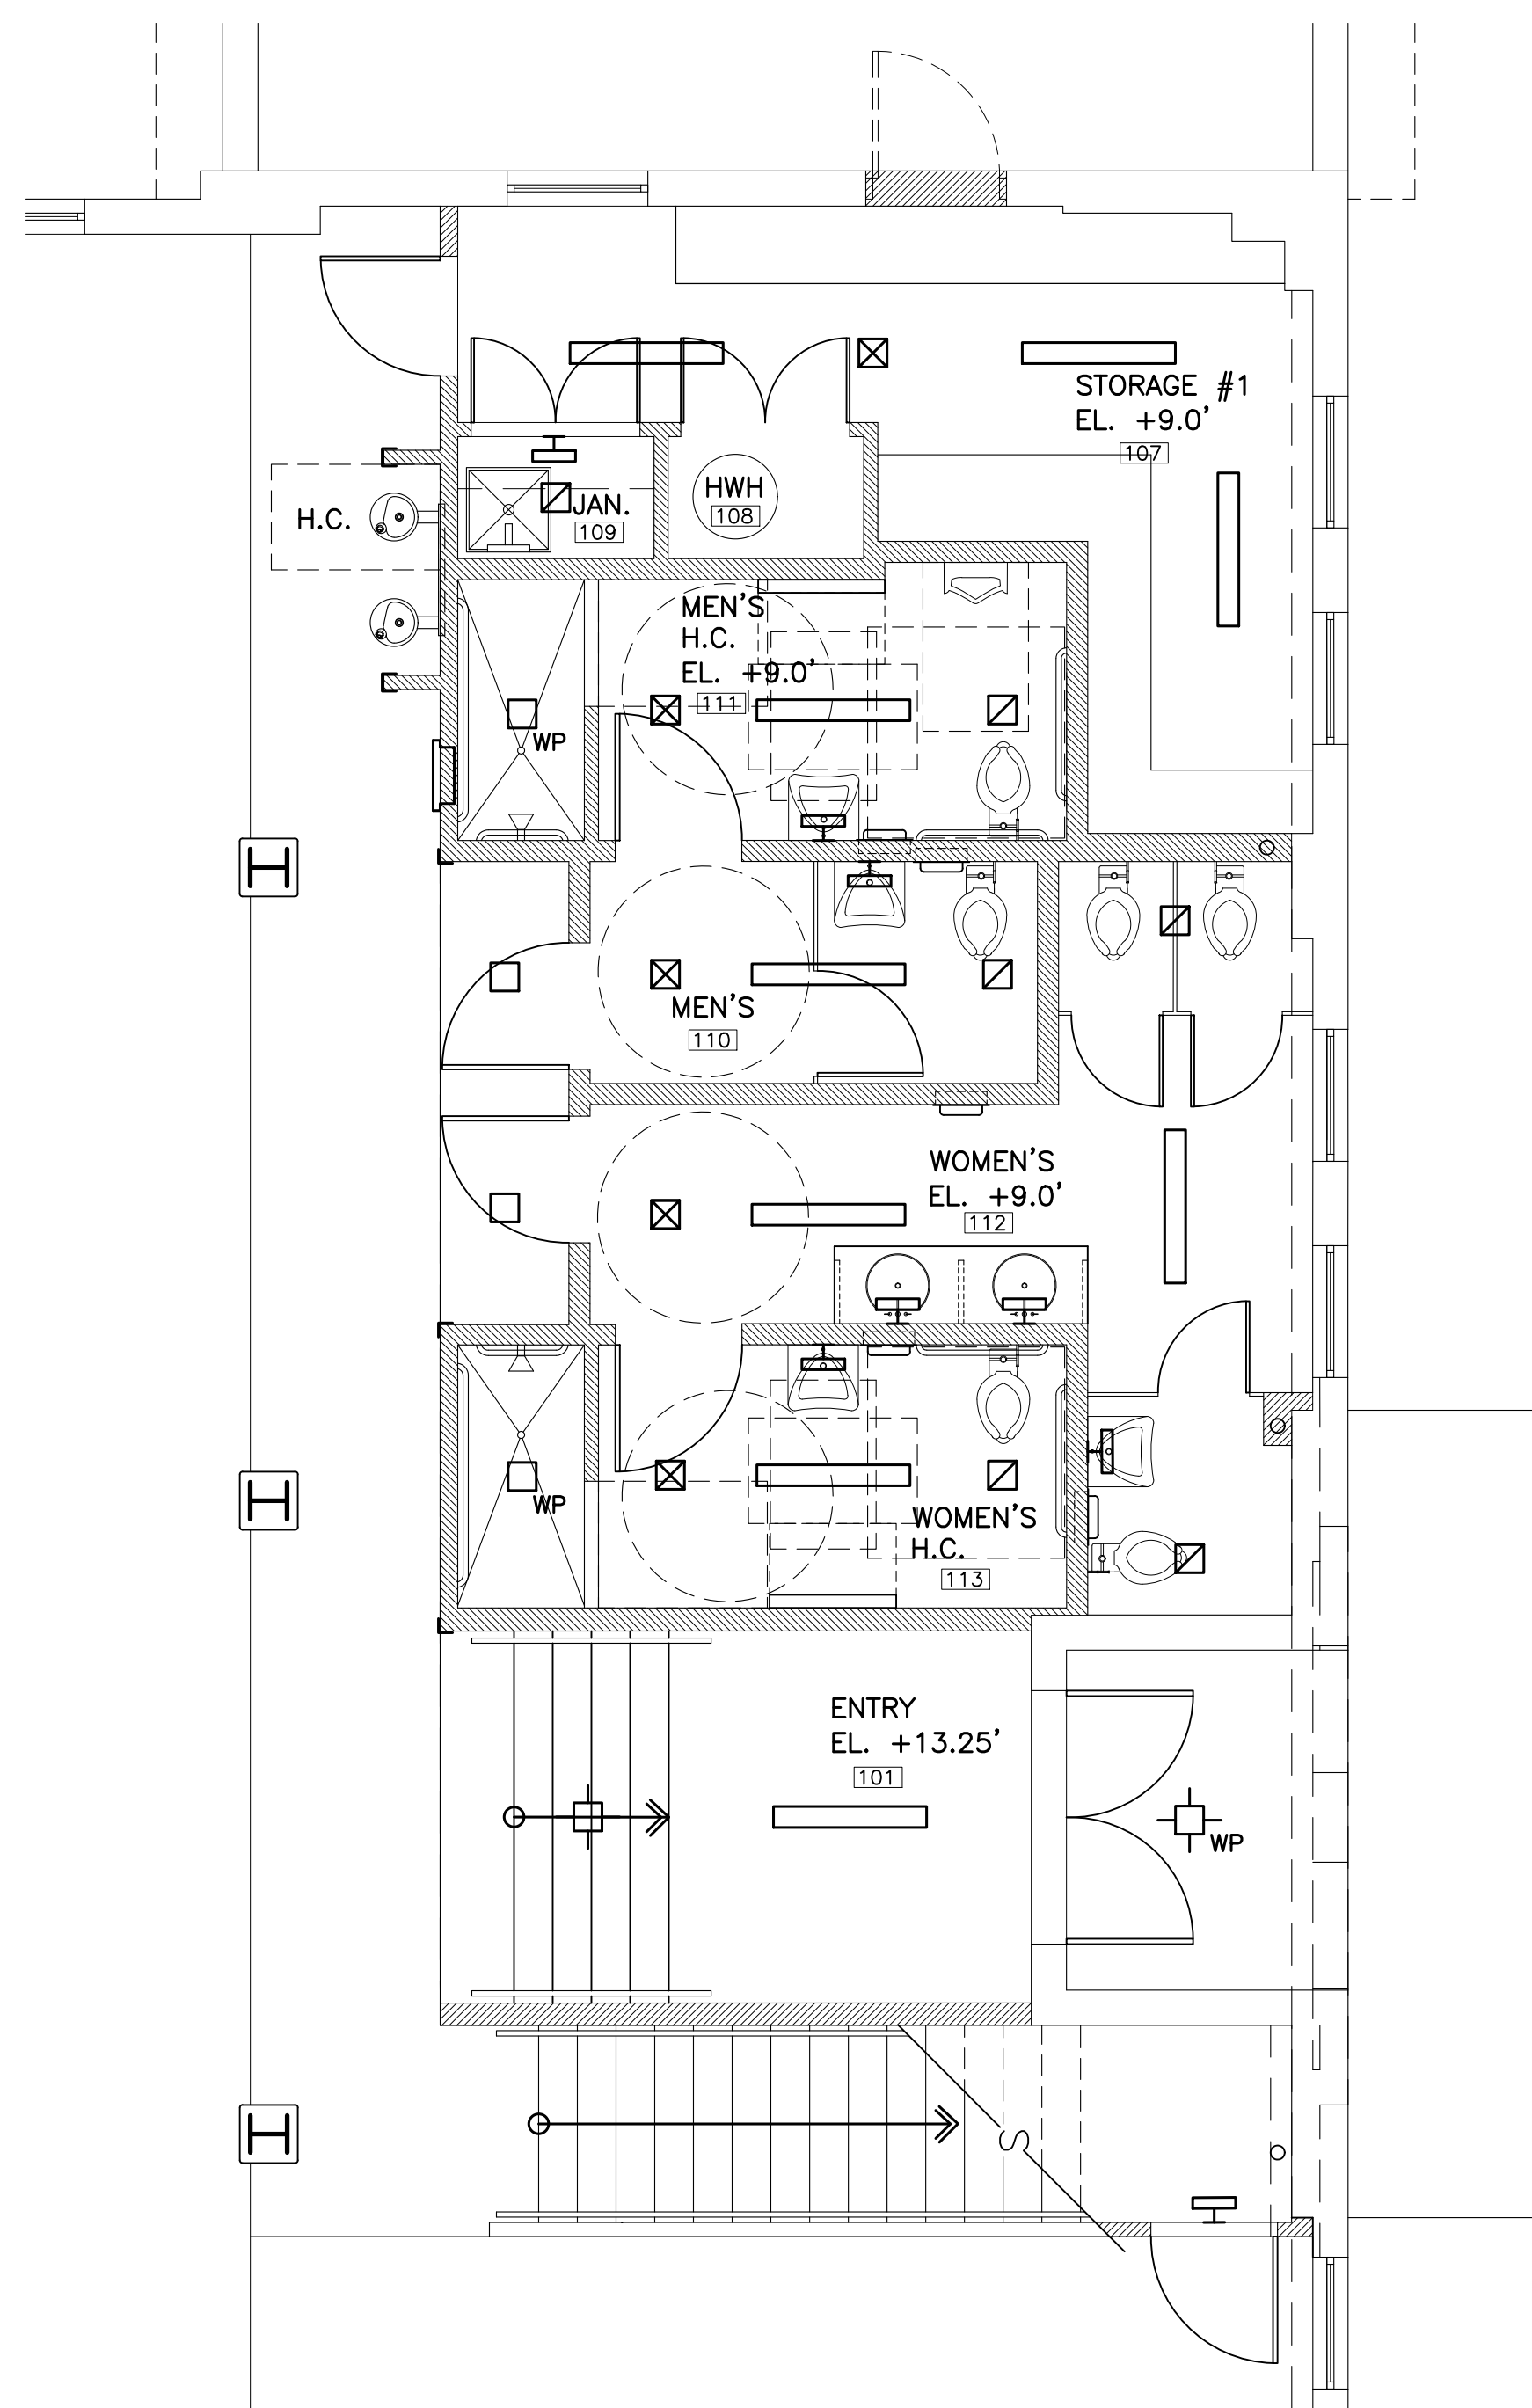 STORAGE #1
EL. +9.0'
107
HWH
108
JAN.
109
H.C.
MEN'S
H.C.
EL. +9.0'
111
WP
H
MEN'S
110
WOMEN'S
EL. +9.0'
112
WP
H
WOMEN'S
H.C.
113
ENTRY
EL. +13.25'
101
WP
H
S